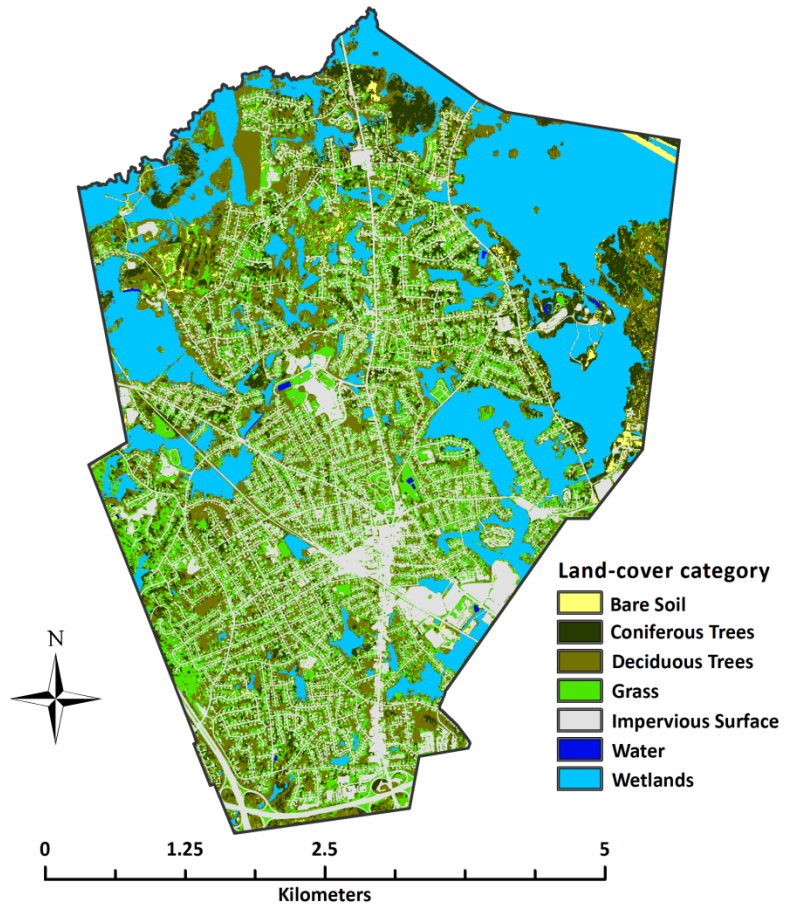 Land-cover category
Bare Soil
Coniferous Trees
Deciduous Trees
Grass
Impervious Surface
Water
Wetlands
N
0 1.25 2.5 5
Kilometers